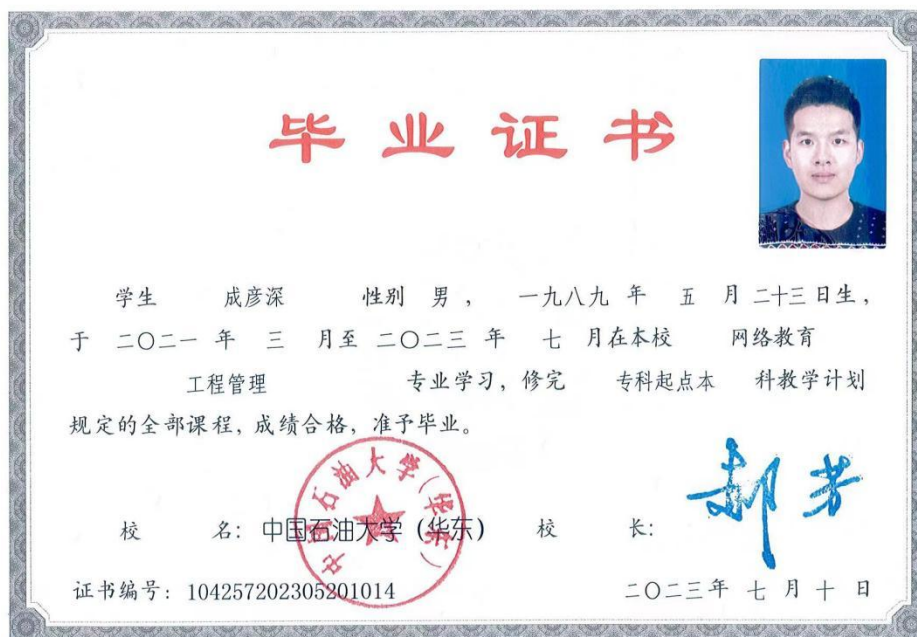 毕业证书
学生 成彦深 性别 男， 一九八九 年 五 月 二十三 日生，
于 二〇二一 年 三 月至 二〇二三 年 七 月在本校 网络教育
工程管理 专业学习，修完 专科起点本 科教学计划
规定的全部课程，成绩合格，准予毕业。
中国石油大学（华东）
郝芳
校 名：中国石油大学（华东） 校 长：
证书编号：104257202305201014 二〇二三年 七 月 十 日